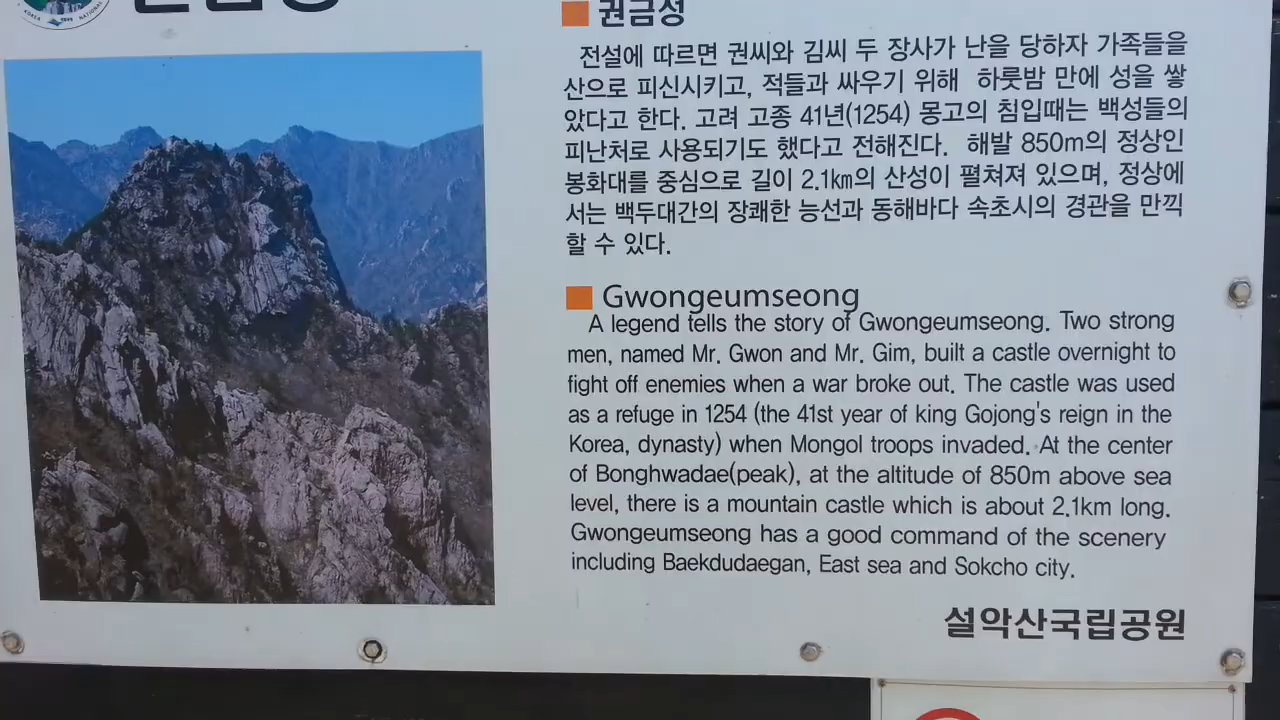 KOREA NATIONAL
권금성
전설에 따르면 권씨와 김씨 두 장사가 난을 당하자 가족들을
산으로 피신시키고, 적들과 싸우기 위해 하룻밤 만에 성을 쌓
았다고 한다. 고려 고종 41년(1254) 몽고의 침입때는 백성들의
피난처로 사용되기도 했다고 전해진다. 해발 850m의 정상인
봉화대를 중심으로 길이 2.1㎞의 산성이 펼쳐져 있으며, 정상에
서는 백두대간의 장쾌한 능선과 동해바다 속초시의 경관을 만끽
할 수 있다.
Gwongeumseong
A legend tells the story of Gwongeumseong. Two strong
men, named Mr. Gwon and Mr. Gim, built a castle overnight to
fight off enemies when a war broke out. The castle was used
as a refuge in 1254 (the 41st year of king Gojong's reign in the
Korea, dynasty) when Mongol troops invaded. At the center
of Bonghwadae(peak), at the altitude of 850m above sea
level, there is a mountain castle which is about 2.1km long.
Gwongeumseong has a good command of the scenery
including Baekdudaegan, East sea and Sokcho city.
설악산국립공원